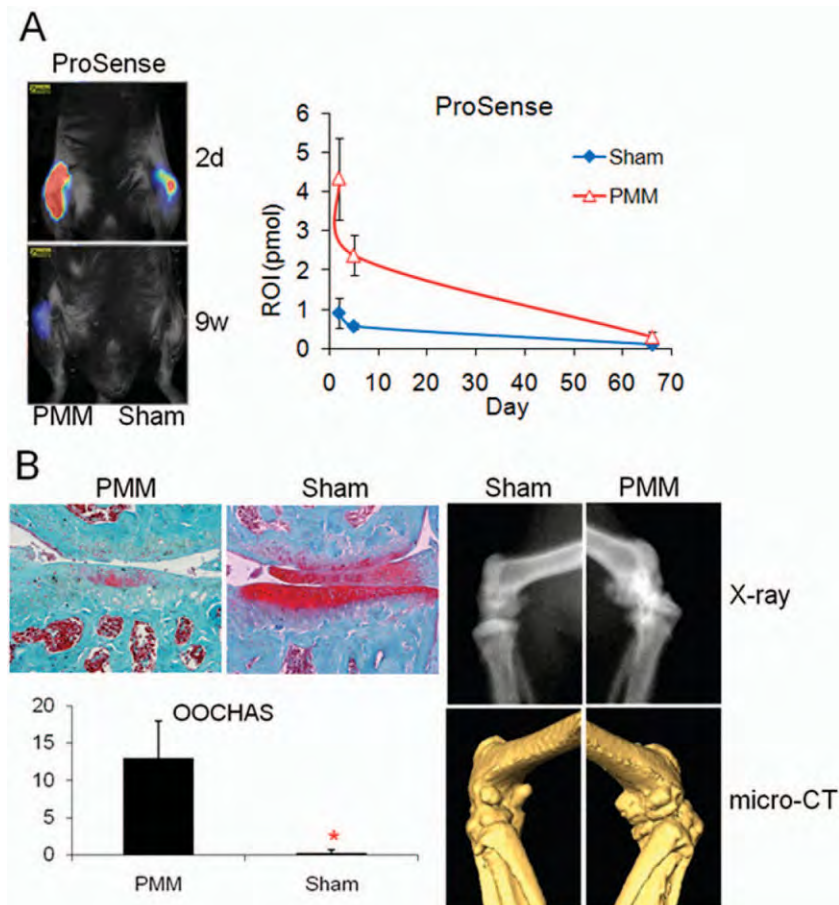 A
ProSense
2d
9w
PMM Sham
ProSense
Sham
PMM
ROI (pmol)
6
5
4
3
2
1
0
0 10 20 30 40 50 60 70
Day
B
PMM Sham
Sham PMM
X-ray
micro-CT
OOCHAS
20
15
10
5
0
*
PMM Sham